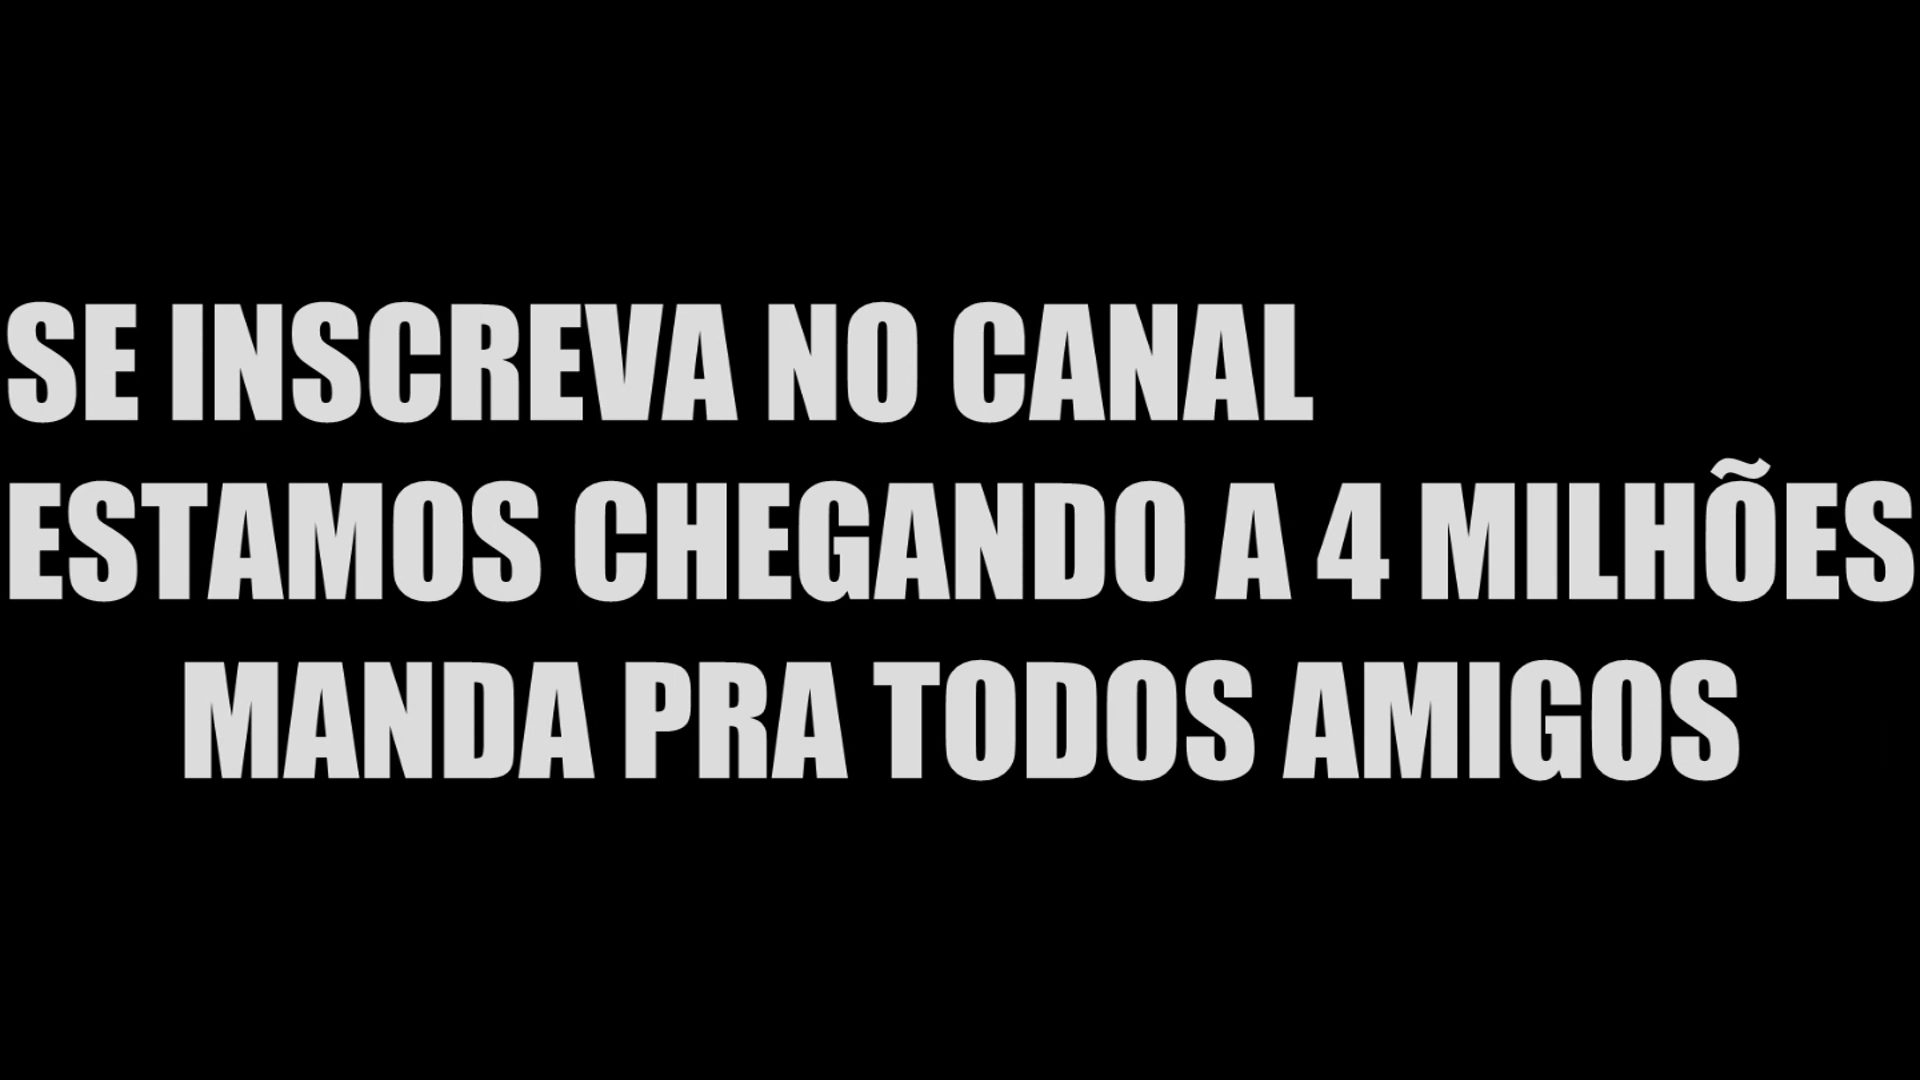 SE INSCREVA NO CANAL
ESTAMOS CHEGANDO A 4 MILHÕES
MANDA PRA TODOS AMIGOS